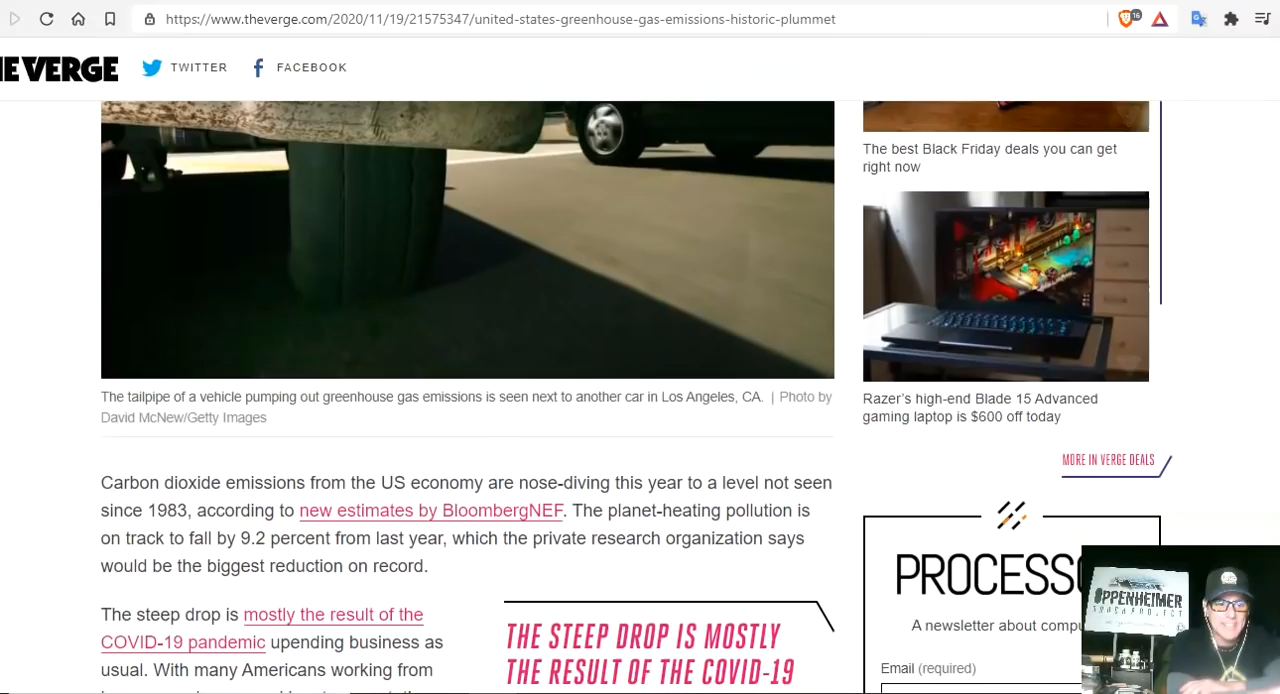 https://www.theverge.com/2020/11/19/21575347/united-states-greenhouse-gas-emissions-historic-plummet
16
HE VERGE
TWITTER
FACEBOOK
The tailpipe of a vehicle pumping out greenhouse gas emissions is seen next to another car in Los Angeles, CA. | Photo by
David McNew/Getty Images
Carbon dioxide emissions from the US economy are nose-diving this year to a level not seen
since 1983, according to new estimates by BloombergNEF. The planet-heating pollution is
on track to fall by 9.2 percent from last year, which the private research organization says
would be the biggest reduction on record.
The steep drop is mostly the result of the
COVID-19 pandemic upending business as
usual. With many Americans working from
THE STEEP DROP IS MOSTLY
THE RESULT OF THE COVID-19
The best Black Friday deals you can get
right now
Razer's high-end Blade 15 Advanced
gaming laptop is $600 off today
MORE IN VERGE DEALS
PROCESSO
A newsletter about compu
Email (required)
OPPENHEIMER